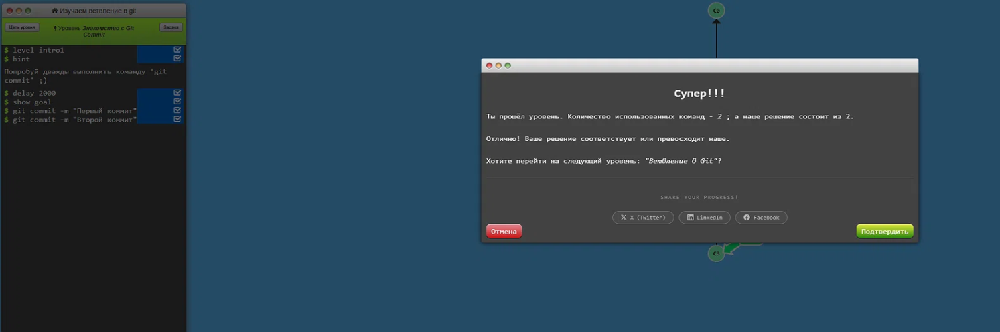 Изучаем ветвление в git
Цель уровня
Уровень Знакомство с Git
Commit
Задача
$ level intro1
$ hint
Попробуй дважды выполнить команду 'git
commit' ;)
$ delay 2000
$ show goal
$ git commit -m "Первый коммит"
$ git commit -m "Второй коммит"
C0
Супер!!!
Ты прошёл уровень. Количество использованных команд - 2 ; а наше решение состоит из 2.
Отлично! Ваше решение соответствует или превосходит наше.
Хотите перейти на следующий уровень: "Ветвление в Git"?
SHARE YOUR PROGRESS!
X (Twitter)
LinkedIn
Facebook
Отмена
Подтвердить
C3